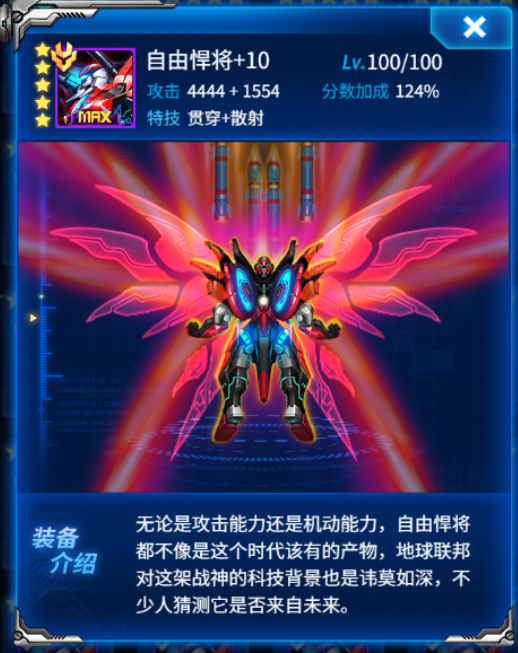 自由悍将+10
Lv.100/100
攻击 4444+1554
分数加成 124%
特技 贯穿+散射
MAX
无论是攻击能力还是机动能力，自由悍将
都不像是这个时代该有的产物，地球联邦
对这架战神的科技背景也是讳莫如深，不
少人猜测它是否来自未来。
装备
介绍